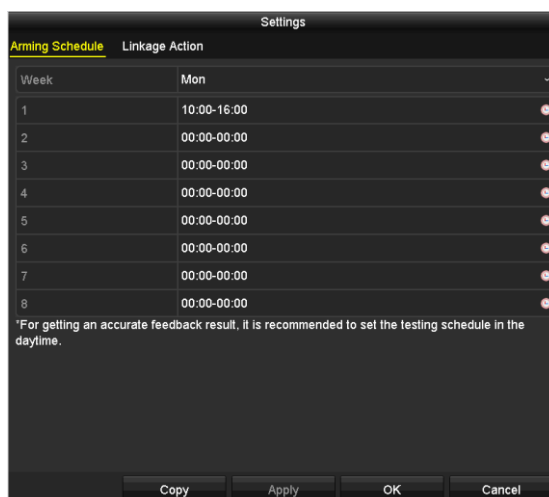 Settings
Arming Schedule Linkage Action
Week Mon
1 10:00-16:00
2 00:00-00:00
3 00:00-00:00
4 00:00-00:00
5 00:00-00:00
6 00:00-00:00
7 00:00-00:00
8 00:00-00:00
*For getting an accurate feedback result, it is recommended to set the testing schedule in the
daytime.
Copy Apply OK Cancel